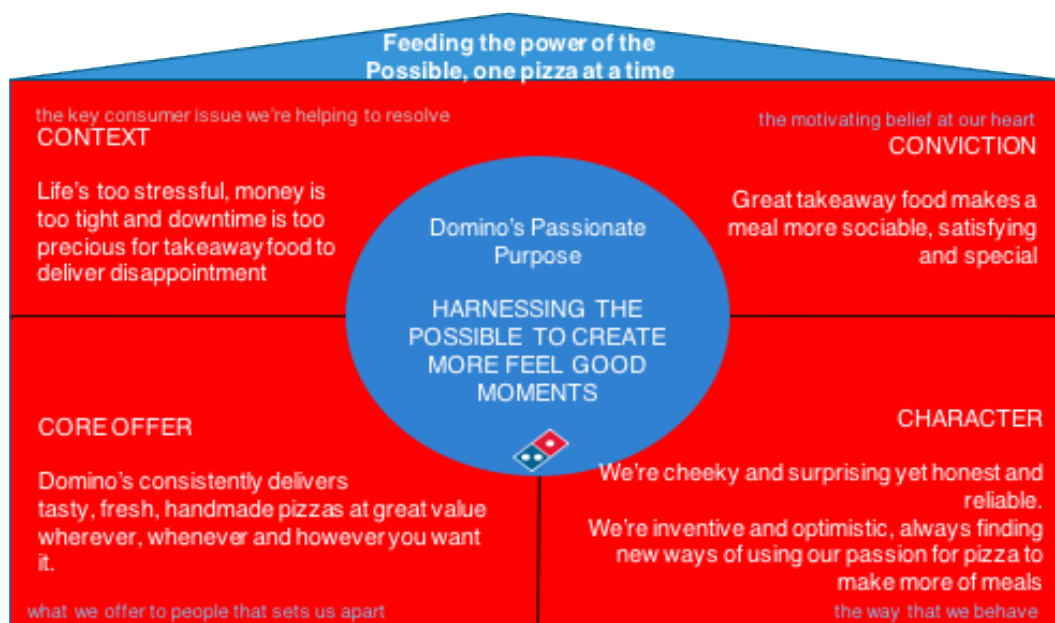 Feeding the power of the
Possible, one pizza at a time
the key consumer issue we're helping to resolve
CONTEXT
Life's too stressful, money is
too tight and downtime is too
precious for takeaway food to
deliver disappointment
the motivating belief at our heart
CONVICTION
Great takeaway food makes a
meal more sociable, satisfying
and special
Domino's Passionate
Purpose
HARNESSING THE
POSSIBLE TO CREATE
MORE FEEL GOOD
MOMENTS
CORE OFFER
Domino's consistently delivers
tasty, fresh, handmade pizzas at great value
wherever, whenever and however you want
it.
what we offer to people that sets us apart
CHARACTER
We're cheeky and surprising yet honest and
reliable.
We're inventive and optimistic, always finding
new ways of using our passion for pizza to
make more of meals
the way that we behave